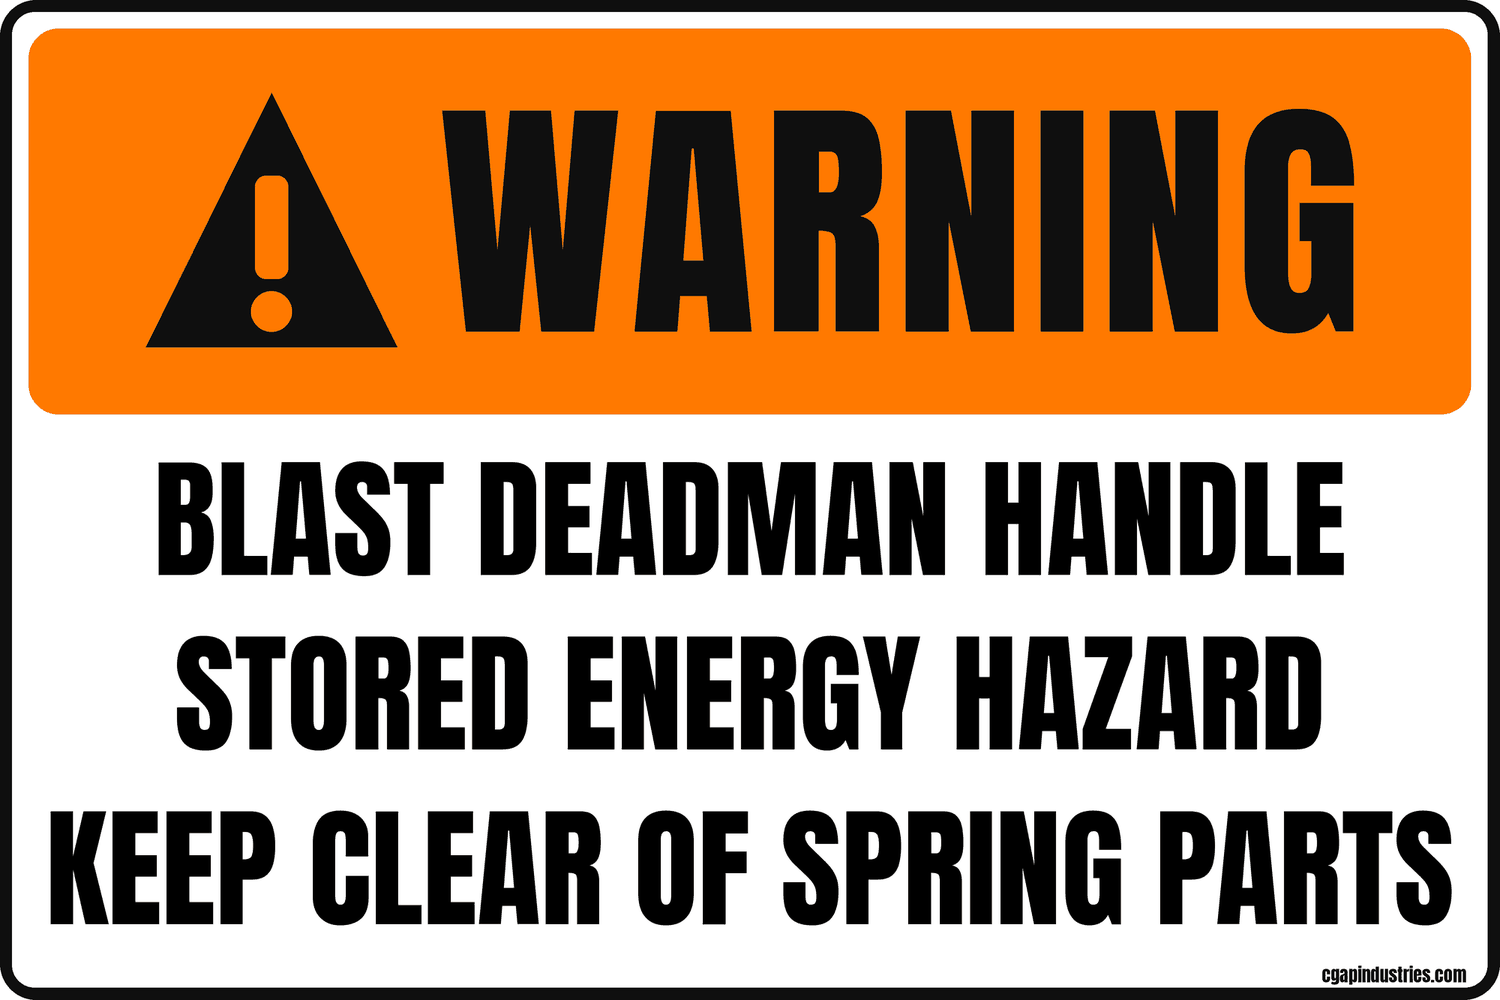 WARNING
BLAST DEADMAN HANDLE
STORED ENERGY HAZARD
KEEP CLEAR OF SPRING PARTS
cgapindustries.com